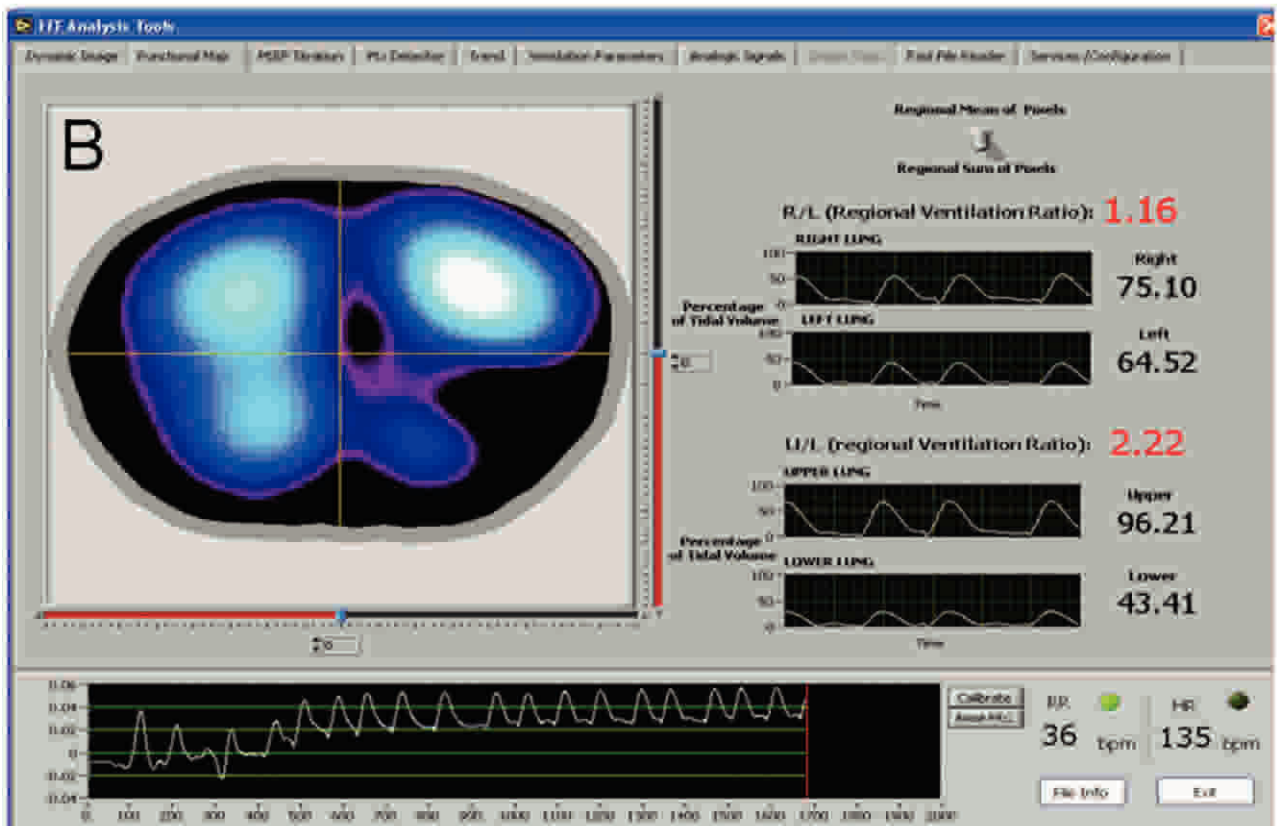 EIT Analysis Tools
Dynamic Image Functional Map PEEP Titration Trend Ventilation Parameters Analogic Signals Services/Configuration
B
Regional Mean of Pixels
Regional Sum of Pixels
R/L (Regional Ventilation Ratio): 1.16
RIGHT LUNG
100
50
0
Right
75.10
Percentage
of Tidal Volume
LEFT LUNG
100
50
0
Left
64.52
0
Time
U/L (regional Ventilation Ratio): 2.22
UPPER LUNG
100
50
0
Upper
96.21
Percentage
of Tidal Volume
LOWER LUNG
100
50
0
Lower
43.41
Time
0
0.06
0.04
0.02
0
0.02
0.04
0 100 200 300 400 500 600 700 800 900 1000 1100 1200 1300 1400 1500 1600 1700 1800 1900 2000
Calibrate
RR
36 bpm
HR
135 bpm
File Info
Exit